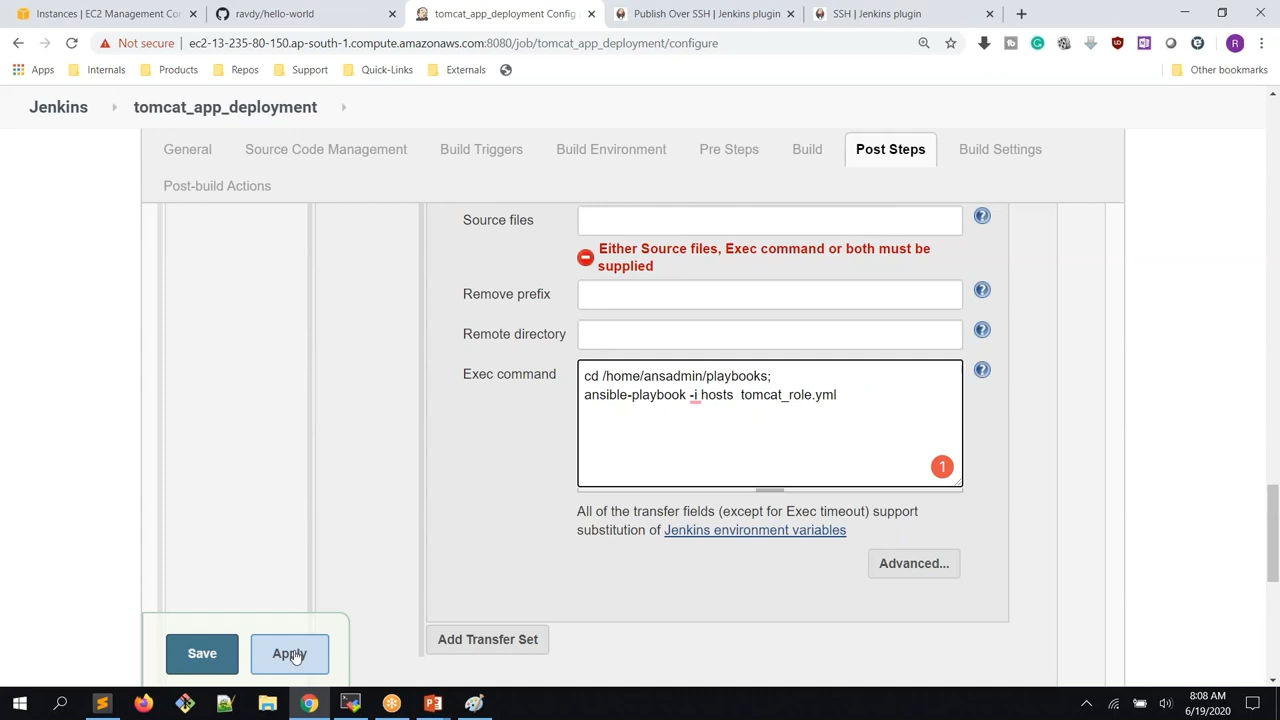 Instances | EC2 Management Con
ravdy/hello-world
tomcat_app_deployment Config
Publish Over SSH | Jenkins plugin
SSH | Jenkins plugin
Not secure
ec2-13-235-80-150.ap-south-1.compute.amazonaws.com:8080/job/tomcat_app_deployment/configure
R
Apps
Internals
Products
Repos
Support
Quick-Links
Externals
Other bookmarks
Jenkins
tomcat_app_deployment
General
Source Code Management
Build Triggers
Build Environment
Pre Steps
Build
Post Steps
Build Settings
Post-build Actions
Source files
Either Source files, Exec command or both must be
supplied
Remove prefix
Remote directory
Exec command
cd /home/ansadmin/playbooks;
ansible-playbook -i hosts  tomcat_role.yml
1
All of the transfer fields (except for Exec timeout) support
substitution of Jenkins environment variables
Advanced...
Add Transfer Set
Save
Apply
8:08 AM
6/19/2020